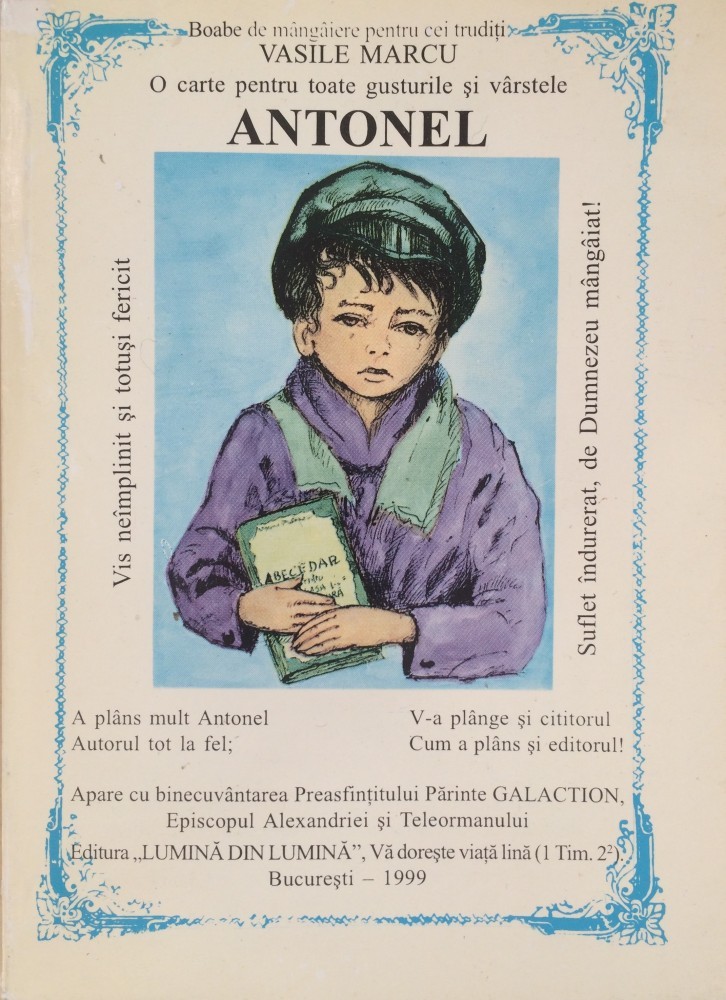 Boabe de mângâiere pentru cei trudiți
VASILE MARCU
O carte pentru toate gusturile și vârstele
ANTONEL
Vis neîmplinit și totuși fericit
Suflet îndurerat, de Dumnezeu mângâiat!
ABECEDAR
A plâns mult Antonel
Autorul tot la fel;
V-a plânge și cititorul
Cum a plâns și editorul!
Apare cu binecuvântarea Preasfințitului Părinte GALACTION,
Episcopul Alexandriei și Teleormanului
Editura „LUMINĂ DIN LUMINĂ”, Vă dorește viață lină (1 Tim. 2²).
București – 1999